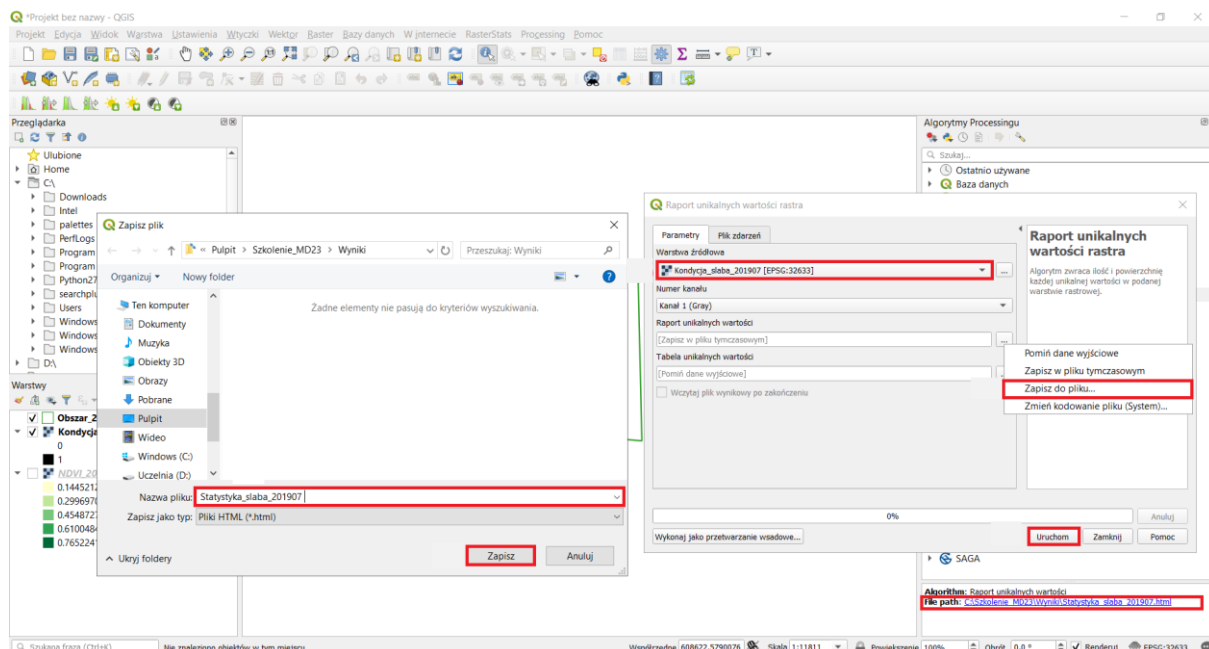 *Projekt bez nazwy - QGIS
Projekt Edycja Widok Warstwa Ustawienia Wtyczki Wektor Raster Bazy danych W internecie RasterStats Processing Pomoc
Przeglądarka
Ulubione
Home
C:\
Downloads
Intel
palettes
PerfLogs
Program
Program
Python27
searchplu
Users
Windows
Windows
Windows
D:\
Warstwy
Obszar_2
Kondycja
0
1
NDVI_20
0.1445212
0.2996970
0.454872
0.6100484
0.765224
Zapisz plik
« Pulpit > Szkolenie_MD23 > Wyniki
Przeszukaj: Wyniki
Organizuj
Nowy folder
Ten komputer
Dokumenty
Muzyka
Obiekty 3D
Obrazy
Pobrane
Pulpit
Wideo
Windows (C:)
Uczelnia (D:)
Żadne elementy nie pasują do kryteriów wyszukiwania.
Nazwa pliku: Statystyka_slaba_201907
Zapisz jako typ: Pliki HTML (*.html)
Ukryj foldery
Zapisz
Anuluj
Algorytmy Processingu
Szukaj...
Ostatnio używane
Baza danych
Raport unikalnych wartości rastra
Parametry
Plik zdarzeń
Warstwa źródłowa
Kondycja_slaba_201907 [EPSG:32633]
Numer kanału
Kanał 1 (Gray)
Raport unikalnych wartości
[Zapisz w pliku tymczasowym]
Tabela unikalnych wartości
[Pomiń dane wyjściowe]
Wczytaj plik wynikowy po zakończeniu
Raport unikalnych
wartości rastra
Algorytm zwraca ilość i powierzchnię
każdej unikalnej wartości w podanej
warstwie rastrowej.
Pomiń dane wyjściowe
Zapisz w pliku tymczasowym
Zapisz do pliku...
Zmień kodowanie pliku (System)...
0%
Anuluj
Wykonaj jako przetwarzanie wsadowe...
Uruchom
Zamknij
Pomoc
SAGA
Algorithm: Raport unikalnych wartości
File path: C:\Szkolenie_MD23\Wyniki\Statystyka_slaba_201907.html
Szukana fraza (Ctrl+K)
Nie znaleziono obiektów w tym miejscu
Współrzędne 608622,5790076
Skala 1:11811
Powiększenie 100%
Obrót 0,0 °
Renderuj
EPSG:32633